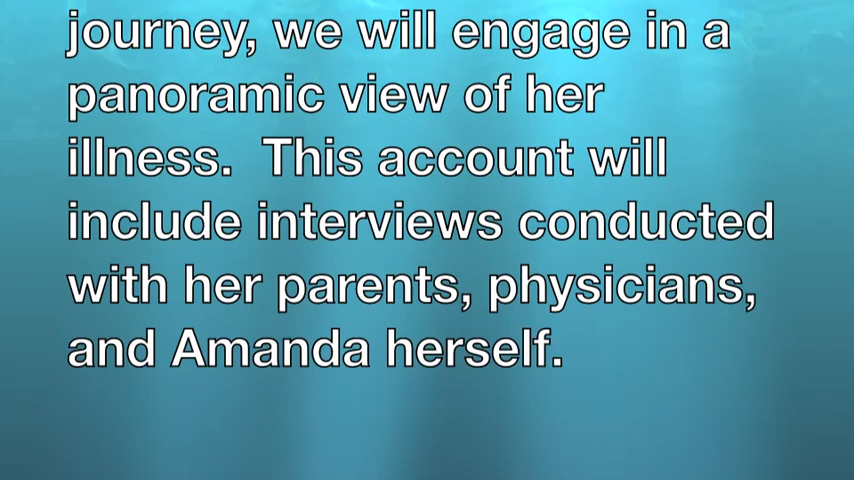 journey, we will engage in a
panoramic view of her
illness.  This account will
include interviews conducted
with her parents, physicians,
and Amanda herself.